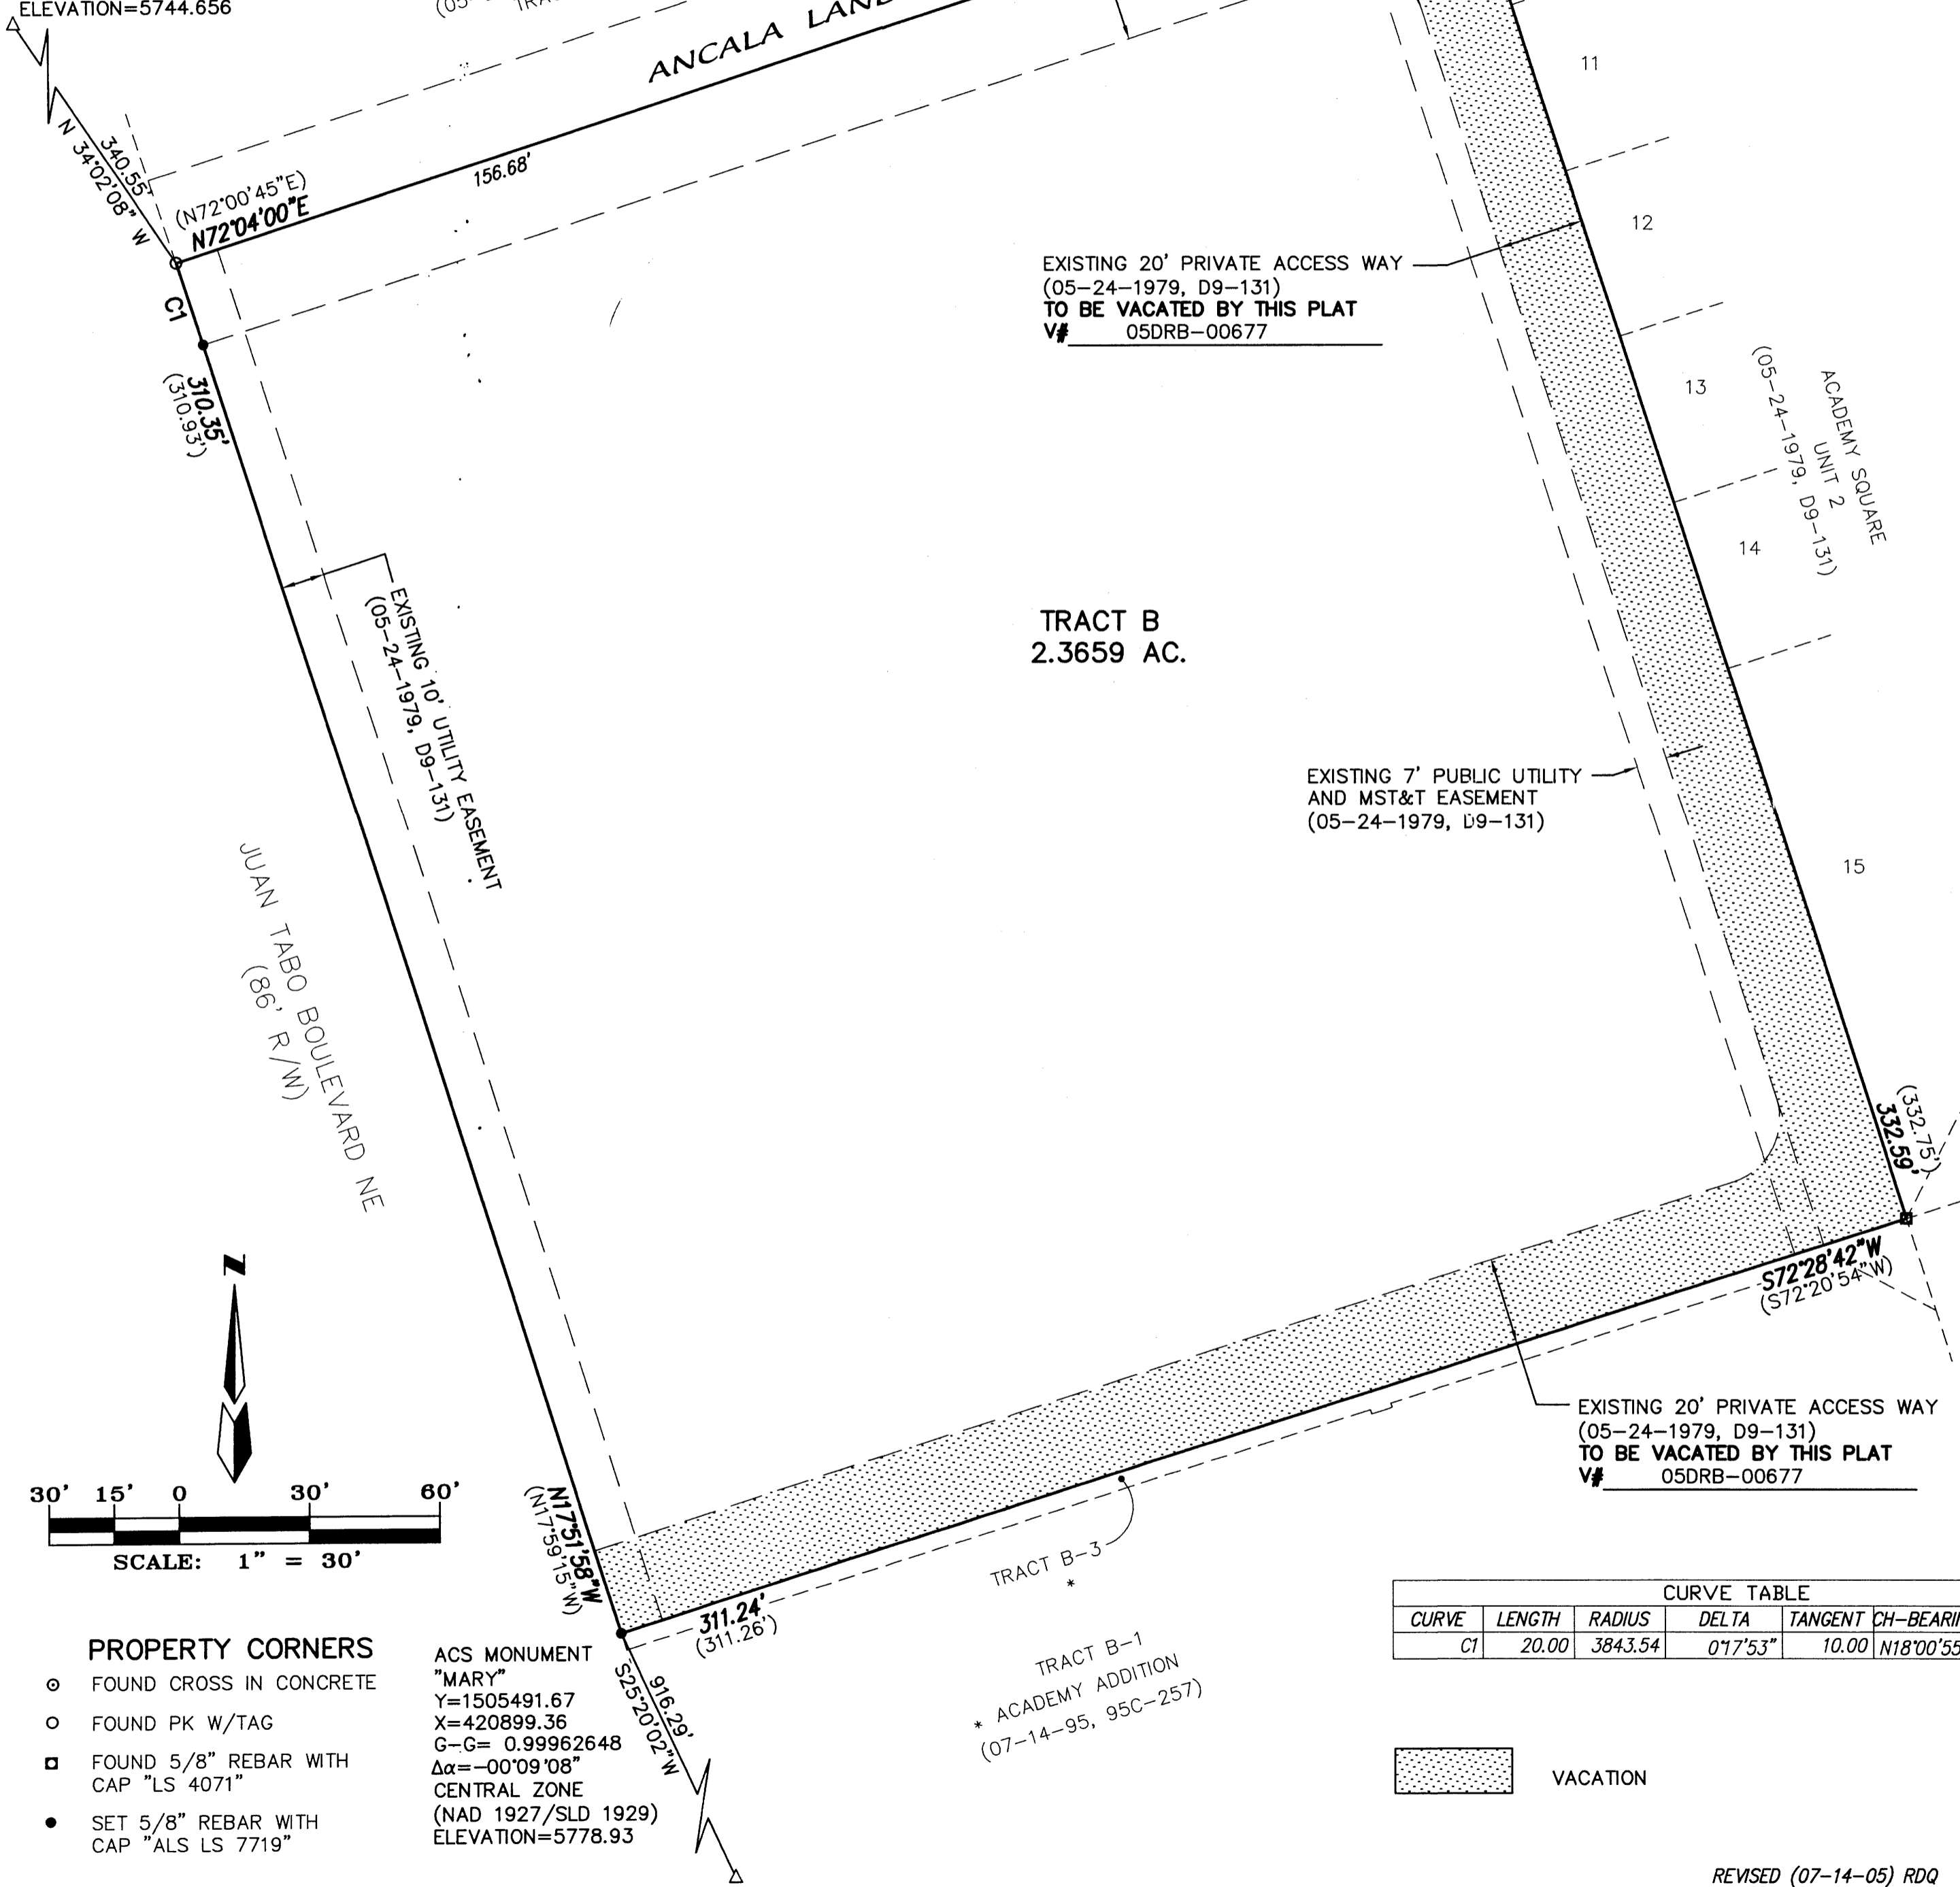 ELEVATION=5744.656
(05-
TRA
ANCALA LAND
340.55'
N 34°02'08" W
(N72°00'45"E)
N72°04'00"E
156.68'
C1
310.35'
(310.93')
11
12
13
14
15
EXISTING 20' PRIVATE ACCESS WAY
(05-24-1979, D9-131)
TO BE VACATED BY THIS PLAT
V# 05DRB-00677
ACADEMY SQUARE
UNIT 2
(05-24-1979, D9-131)
EXISTING 10' UTILITY EASEMENT
(05-24-1979, D9-131)
TRACT B
2.3659 AC.
EXISTING 7' PUBLIC UTILITY
AND MST&T EASEMENT
(05-24-1979, D9-131)
JUAN TABO BOULEVARD NE
(86' R/W)
(332.75')
332.59'
S72°28'42"W
(S72°20'54"W)
EXISTING 20' PRIVATE ACCESS WAY
(05-24-1979, D9-131)
TO BE VACATED BY THIS PLAT
V# 05DRB-00677
N
30' 15' 0 30' 60'
SCALE: 1" = 30'
N17°51'58"W
(N17°59'15"W)
311.24'
(311.26')
916.29'
S25°20'02"W
TRACT B-3
*
TRACT B-1
* ACADEMY ADDITION
(07-14-95, 95C-257)
CURVE TABLE
CURVE LENGTH RADIUS DELTA TANGENT CH-BEARI
C1 20.00 3843.54 0°17'53" 10.00 N18°00'55
PROPERTY CORNERS
FOUND CROSS IN CONCRETE
FOUND PK W/TAG
FOUND 5/8" REBAR WITH
CAP "LS 4071"
SET 5/8" REBAR WITH
CAP "ALS LS 7719"
ACS MONUMENT
"MARY"
Y=1505491.67
X=420899.36
G-G= 0.99962648
Δα=-00°09'08"
CENTRAL ZONE
(NAD 1927/SLD 1929)
ELEVATION=5778.93
VACATION
REVISED (07-14-05) RDQ